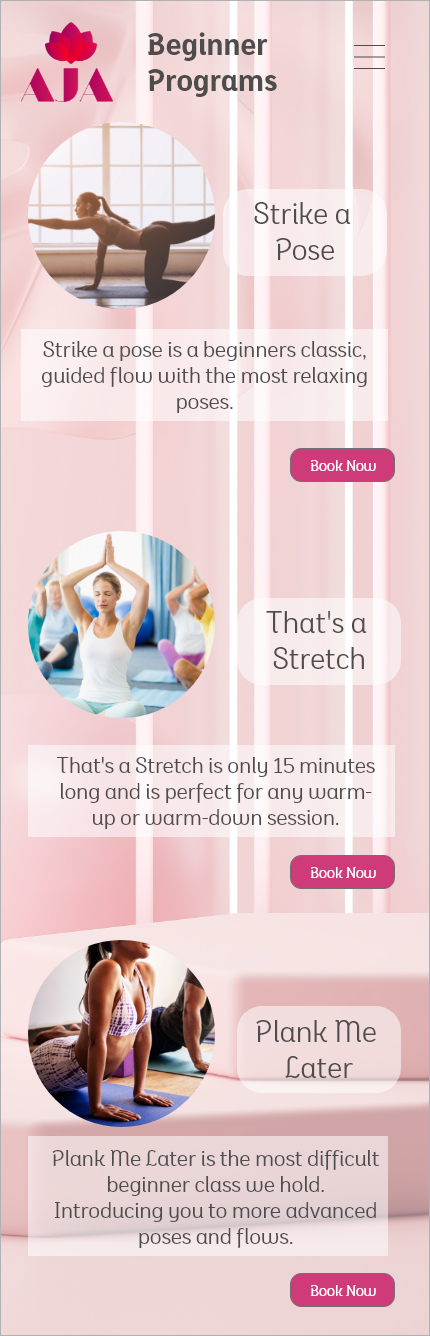 AJA
Beginner
Programs
Strike a
Pose
Strike a pose is a beginners classic,
guided flow with the most relaxing
poses.
Book Now
That's a
Stretch
That's a Stretch is only 15 minutes
long and is perfect for any warm-
up or warm-down session.
Book Now
Plank Me
Later
Plank Me Later is the most difficult
beginner class we hold.
Introducing you to more advanced
poses and flows.
Book Now